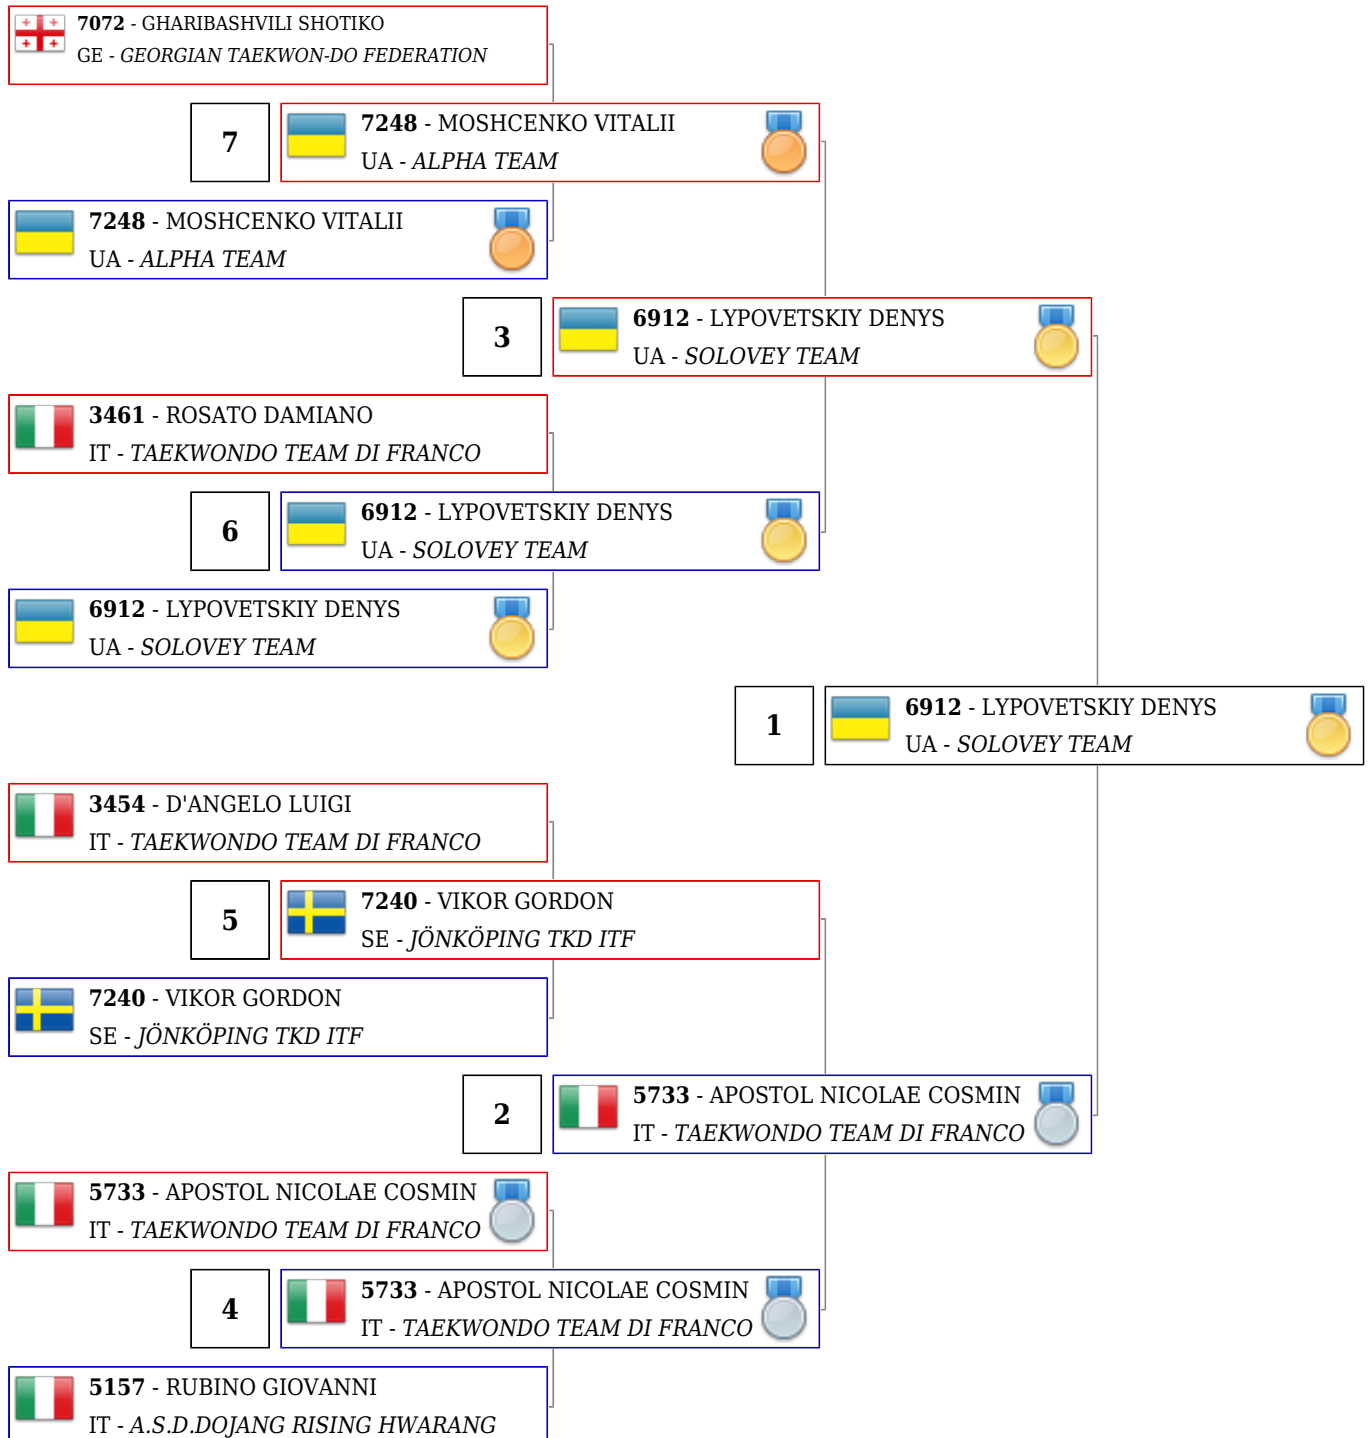 7072 - GHARIBASHVILI SHOTIKO
GE - GEORGIAN TAEKWON-DO FEDERATION
7
7248 - MOSHCENKO VITALII
UA - ALPHA TEAM
7248 - MOSHCENKO VITALII
UA - ALPHA TEAM
3
6912 - LYPOVETSKIY DENYS
UA - SOLOVEY TEAM
3461 - ROSATO DAMIANO
IT - TAEKWONDO TEAM DI FRANCO
6
6912 - LYPOVETSKIY DENYS
UA - SOLOVEY TEAM
6912 - LYPOVETSKIY DENYS
UA - SOLOVEY TEAM
1
6912 - LYPOVETSKIY DENYS
UA - SOLOVEY TEAM
3454 - D'ANGELO LUIGI
IT - TAEKWONDO TEAM DI FRANCO
5
7240 - VIKOR GORDON
SE - JÖNKÖPING TKD ITF
7240 - VIKOR GORDON
SE - JÖNKÖPING TKD ITF
2
5733 - APOSTOL NICOLAE COSMIN
IT - TAEKWONDO TEAM DI FRANCO
5733 - APOSTOL NICOLAE COSMIN
IT - TAEKWONDO TEAM DI FRANCO
4
5733 - APOSTOL NICOLAE COSMIN
IT - TAEKWONDO TEAM DI FRANCO
5157 - RUBINO GIOVANNI
IT - A.S.D.DOJANG RISING HWARANG